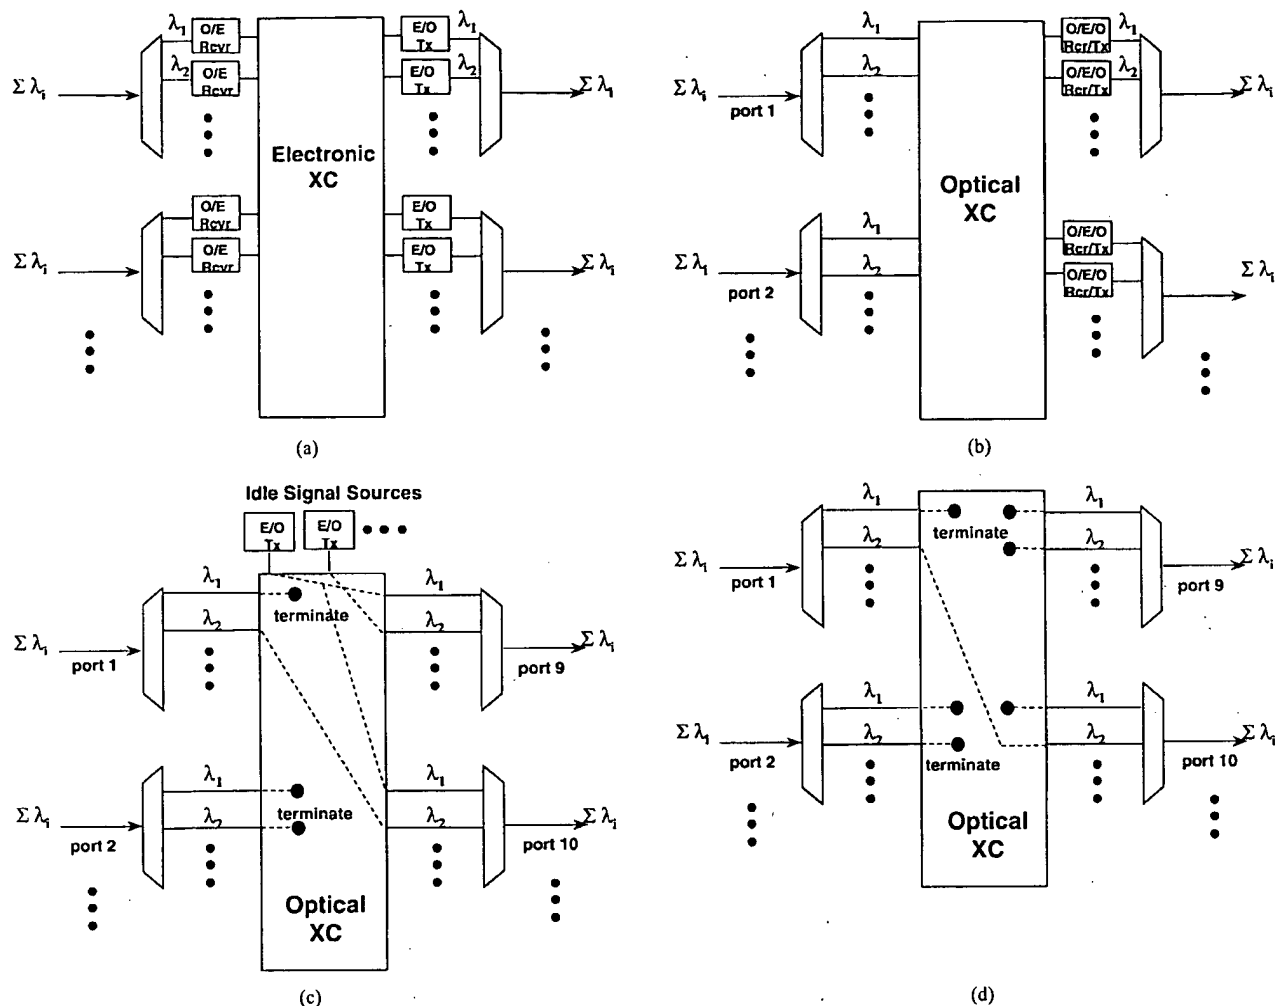 λ1 O/E Rcvr E/O Tx λ1
λ2 O/E Rcvr E/O Tx λ2
Σ λi Σ λi
Electronic
XC
O/E Rcvr E/O Tx
O/E Rcvr E/O Tx
Σ λi Σ λi
(a)
λ1 O/E/O Rcr/Tx λ1
λ2 O/E/O Rcr/Tx λ2
Σ λi port 1 Σ λi
Optical
XC
λ1 O/E/O Rcr/Tx
λ2 O/E/O Rcr/Tx
Σ λi port 2 Σ λi
(b)
Idle Signal Sources
E/O Tx E/O Tx
λ1 λ1
terminate
λ2 λ2
Σ λi port 1 port 9 Σ λi
λ1 λ1
terminate
λ2 λ2
Σ λi port 2 port 10 Σ λi
Optical
XC
(c)
λ1 λ1
terminate
λ2 λ2
Σ λi port 1 port 9 Σ λi
λ1 λ1
λ2 λ2
terminate
Σ λi port 2 port 10 Σ λi
Optical
XC
(d)